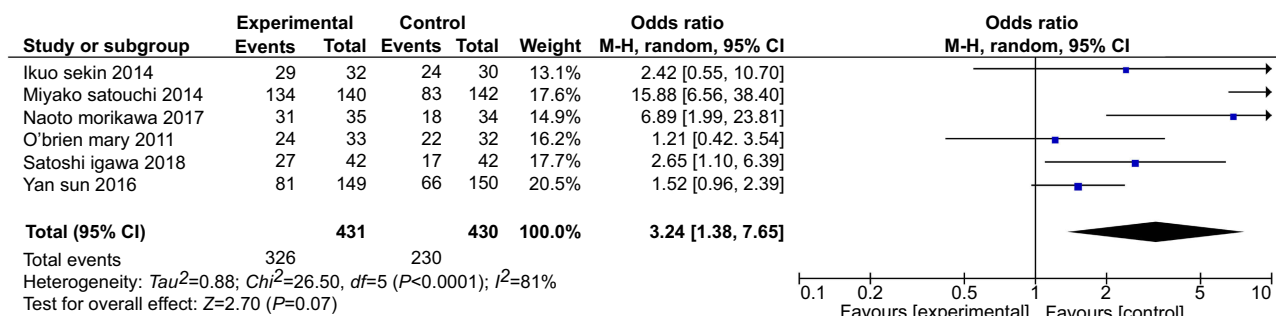 Experimental Control Odds ratio Odds ratio
Study or subgroup Events Total Events Total Weight M-H, random, 95% CI M-H, random, 95% CI
Ikuo sekin 2014 29 32 24 30 13.1% 2.42 [0.55, 10.70]
Miyako satouchi 2014 134 140 83 142 17.6% 15.88 [6.56, 38.40]
Naoto morikawa 2017 31 35 18 34 14.9% 6.89 [1.99, 23.81]
O’brien mary 2011 24 33 22 32 16.2% 1.21 [0.42. 3.54]
Satoshi igawa 2018 27 42 17 42 17.7% 2.65 [1.10, 6.39]
Yan sun 2016 81 149 66 150 20.5% 1.52 [0.96, 2.39]
Total (95% CI) 431 430 100.0% 3.24 [1.38, 7.65]
Total events 326 230
Heterogeneity: Tau²=0.88; Chi²=26.50, df=5 (P<0.0001); I²=81%
Test for overall effect: Z=2.70 (P=0.07)
0.1 0.2 0.5 1 2 5 10
Favours [experimental] Favours [control]